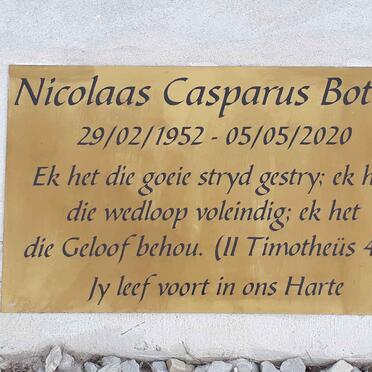 Nicolaas Casparus Bot
29/02/1952 - 05/05/2020
Ek het die goeie stryd gestry; ek h
die wedloop voleindig; ek het
die Geloof behou. (II Timotheüs 4
Jy leef voort in ons Harte